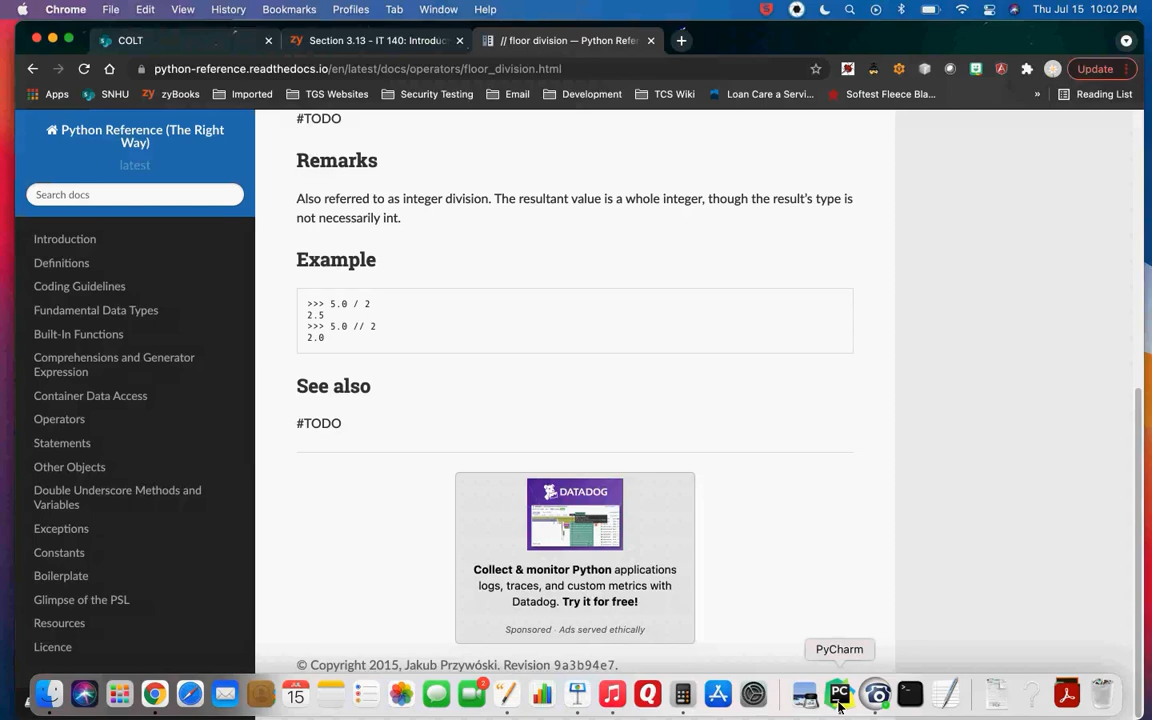 Chrome File Edit View History Bookmarks Profiles Tab Window Help Thu Jul 15 10:02 PM
COLT
Section 3.13 - IT 140: Introduc
// floor division — Python Refer
python-reference.readthedocs.io/en/latest/docs/operators/floor_division.html
Update
Apps SNHU zyBooks Imported TGS Websites Security Testing Email Development TCS Wiki Loan Care a Servi... Softest Fleece Bla... » Reading List
Python Reference (The Right
Way)
latest
Search docs
Introduction
Definitions
Coding Guidelines
Fundamental Data Types
Built-In Functions
Comprehensions and Generator
Expression
Container Data Access
Operators
Statements
Other Objects
Double Underscore Methods and
Variables
Exceptions
Constants
Boilerplate
Glimpse of the PSL
Resources
Licence
#TODO
Remarks
Also referred to as integer division. The resultant value is a whole integer, though the result's type is
not necessarily int.
Example
>>> 5.0 / 2
2.5
>>> 5.0 // 2
2.0
See also
#TODO
DATADOG
Collect & monitor Python applications
logs, traces, and custom metrics with
Datadog. Try it for free!
Sponsored · Ads served ethically
© Copyright 2015, Jakub Przywóski. Revision 9a3b94e7.
PyCharm
JUL
15
2
PC